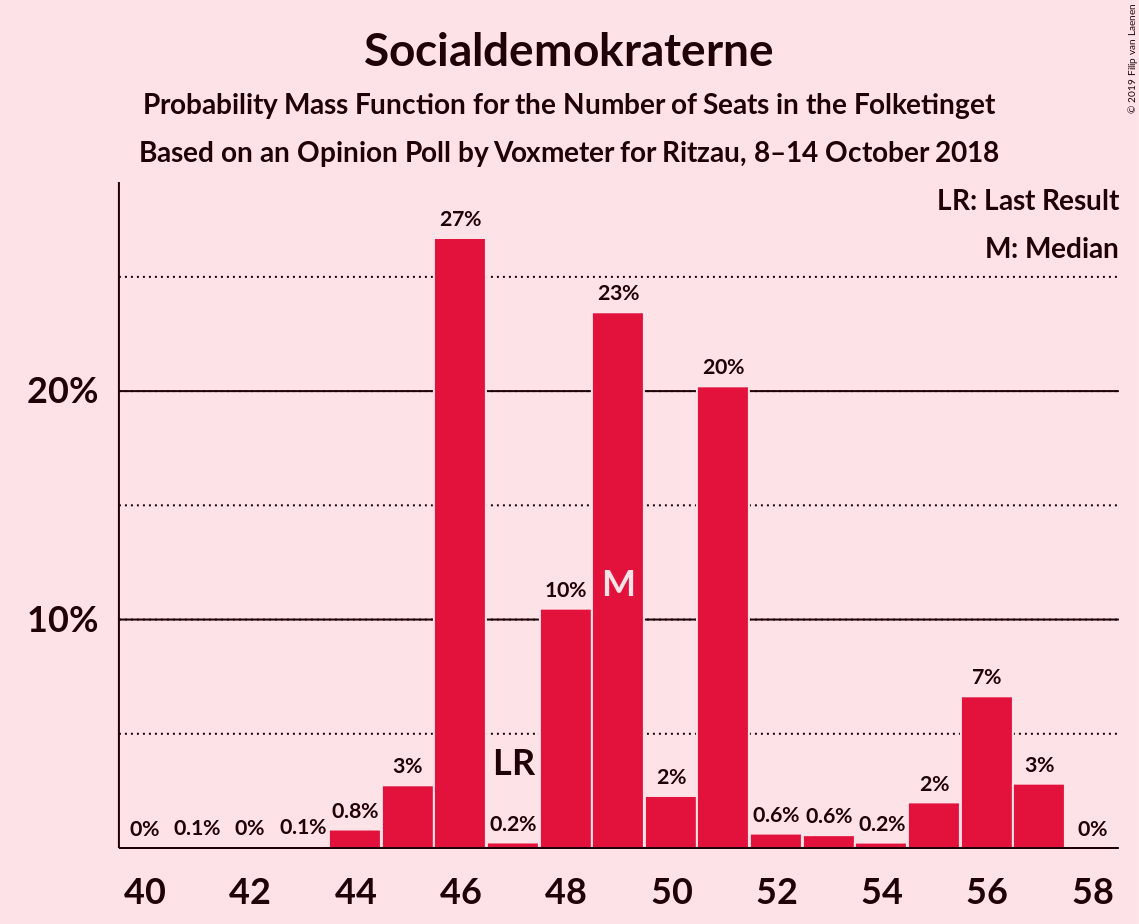 © 2019 Filip van Laenen
Socialdemokraterne
Probability Mass Function for the Number of Seats in the Folketinget
Based on an Opinion Poll by Voxmeter for Ritzau, 8–14 October 2018
LR: Last Result
M: Median
27%
23%
20%
20%
10%
M
10%
7%
LR
3%
2%
2%
3%
0%
0.1%
0%
0.1%
0.8%
0.2%
0.6%
0.6%
0.2%
0%
40 42 44 46 48 50 52 54 56 58